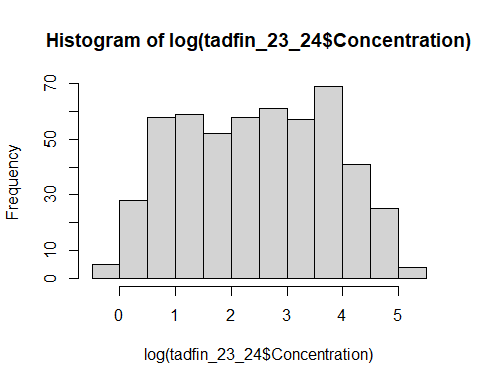 Histogram of log(tadfin_23_24$Concentration)
Frequency
70
50
30
10
0
0 1 2 3 4 5
log(tadfin_23_24$Concentration)